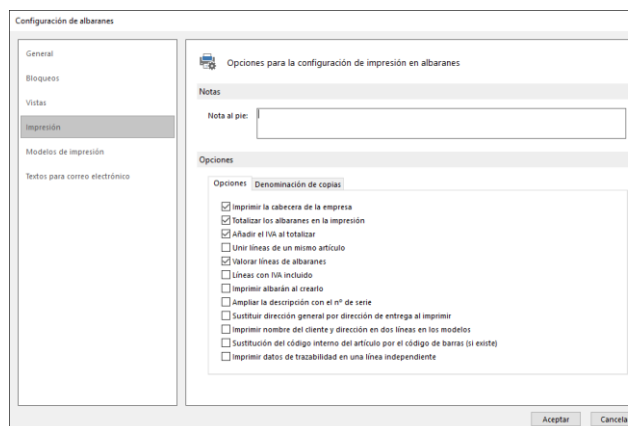 Configuración de albaranes
General
Bloqueos
Vistas
Impresión
Modelos de impresión
Textos para correo electrónico
Opciones para la configuración de impresión en albaranes
Notas
Nota al pie:
Opciones
Opciones Denominación de copias
Imprimir la cabecera de la empresa
Totalizar los albaranes en la impresión
Añadir el IVA al totalizar
Unir líneas de un mismo artículo
Valorar líneas de albaranes
Líneas con IVA incluido
Imprimir albarán al crearlo
Ampliar la descripción con el nº de serie
Sustituir dirección general por dirección de entrega al imprimir
Imprimir nombre del cliente y dirección en dos líneas en los modelos
Sustitución del código interno del artículo por el código de barras (si existe)
Imprimir datos de trazabilidad en una línea independiente
Aceptar Cancela